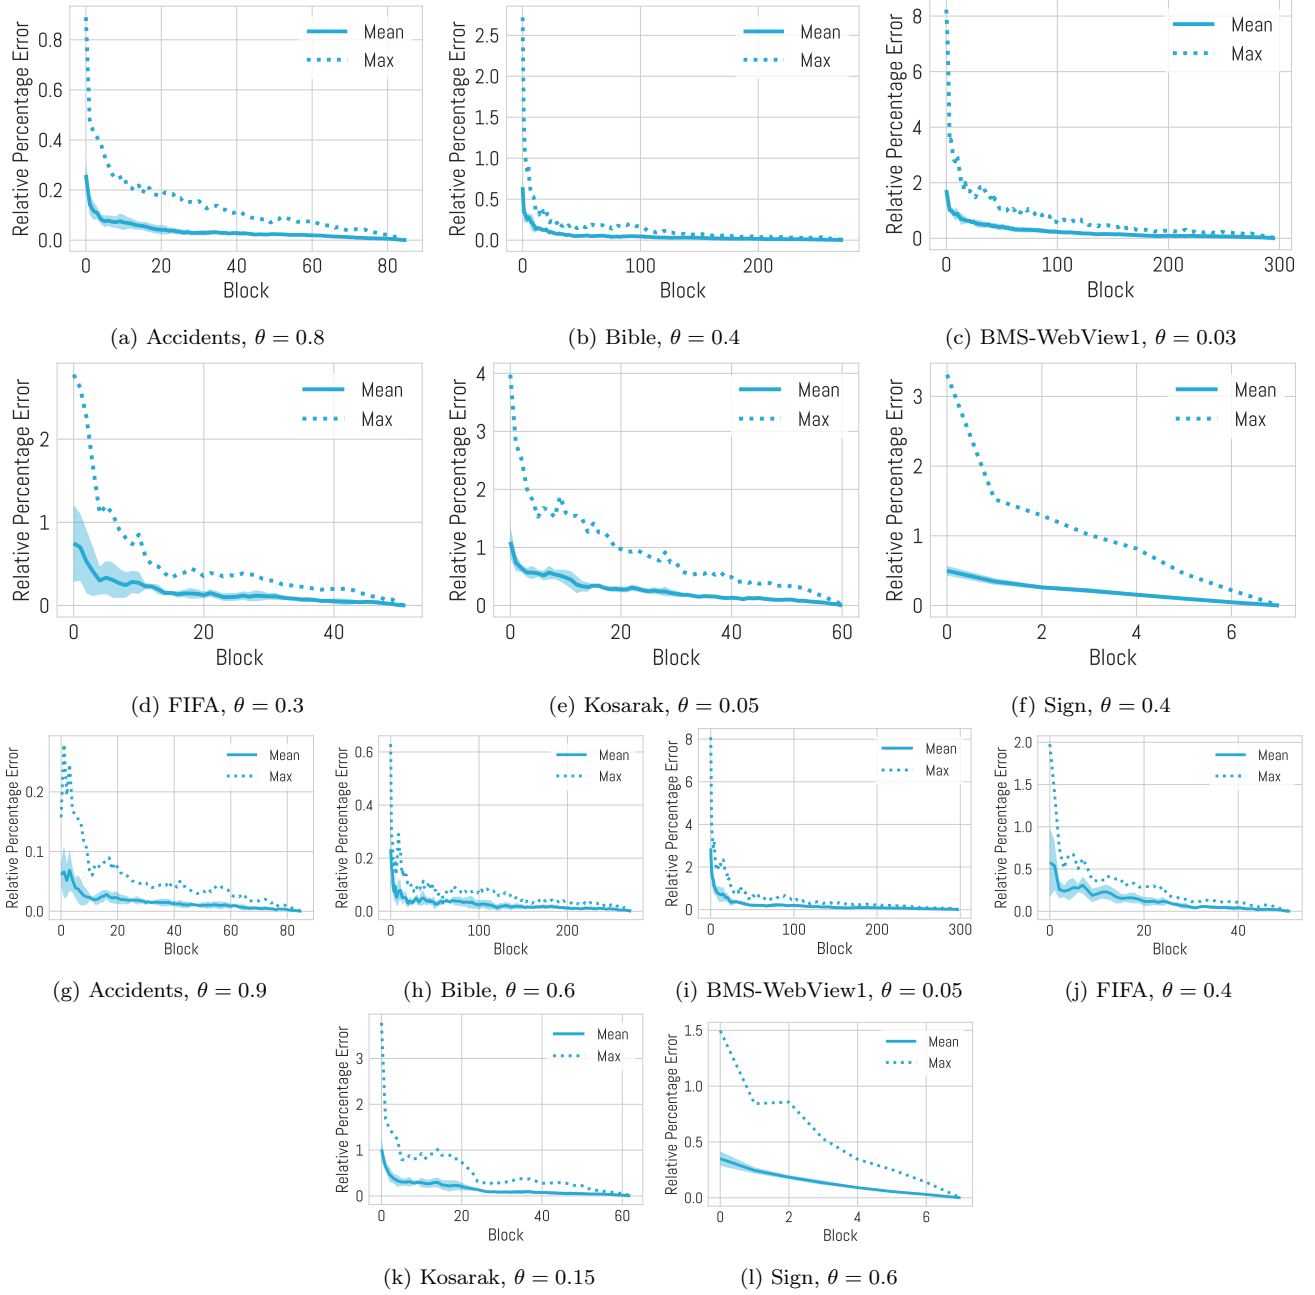 Relative Percentage Error
0.8
0.6
0.4
0.2
0.0
Mean
Max
0 20 40 60 80
Block
(a) Accidents, θ = 0.8
Relative Percentage Error
2.5
2.0
1.5
1.0
0.5
0.0
Mean
Max
0 100 200
Block
(b) Bible, θ = 0.4
Relative Percentage Error
8
6
4
2
0
Mean
Max
0 100 200 300
Block
(c) BMS-WebView1, θ = 0.03
Relative Percentage Error
2
1
0
Mean
Max
0 20 40
Block
(d) FIFA, θ = 0.3
Relative Percentage Error
4
3
2
1
0
Mean
Max
0 20 40 60
Block
(e) Kosarak, θ = 0.05
Relative Percentage Error
3
2
1
0
Mean
Max
0 2 4 6
Block
(f) Sign, θ = 0.4
Relative Percentage Error
0.2
0.1
0.0
Mean
Max
0 20 40 60 80
Block
(g) Accidents, θ = 0.9
Relative Percentage Error
0.6
0.4
0.2
0.0
Mean
Max
0 100 200
Block
(h) Bible, θ = 0.6
Relative Percentage Error
8
6
4
2
0
Mean
Max
0 100 200 300
Block
(i) BMS-WebView1, θ = 0.05
Relative Percentage Error
2.0
1.5
1.0
0.5
0.0
Mean
Max
0 20 40
Block
(j) FIFA, θ = 0.4
Relative Percentage Error
3
2
1
0
Mean
Max
0 20 40 60
Block
(k) Kosarak, θ = 0.15
Relative Percentage Error
1.5
1.0
0.5
0.0
Mean
Max
0 2 4 6
Block
(l) Sign, θ = 0.6